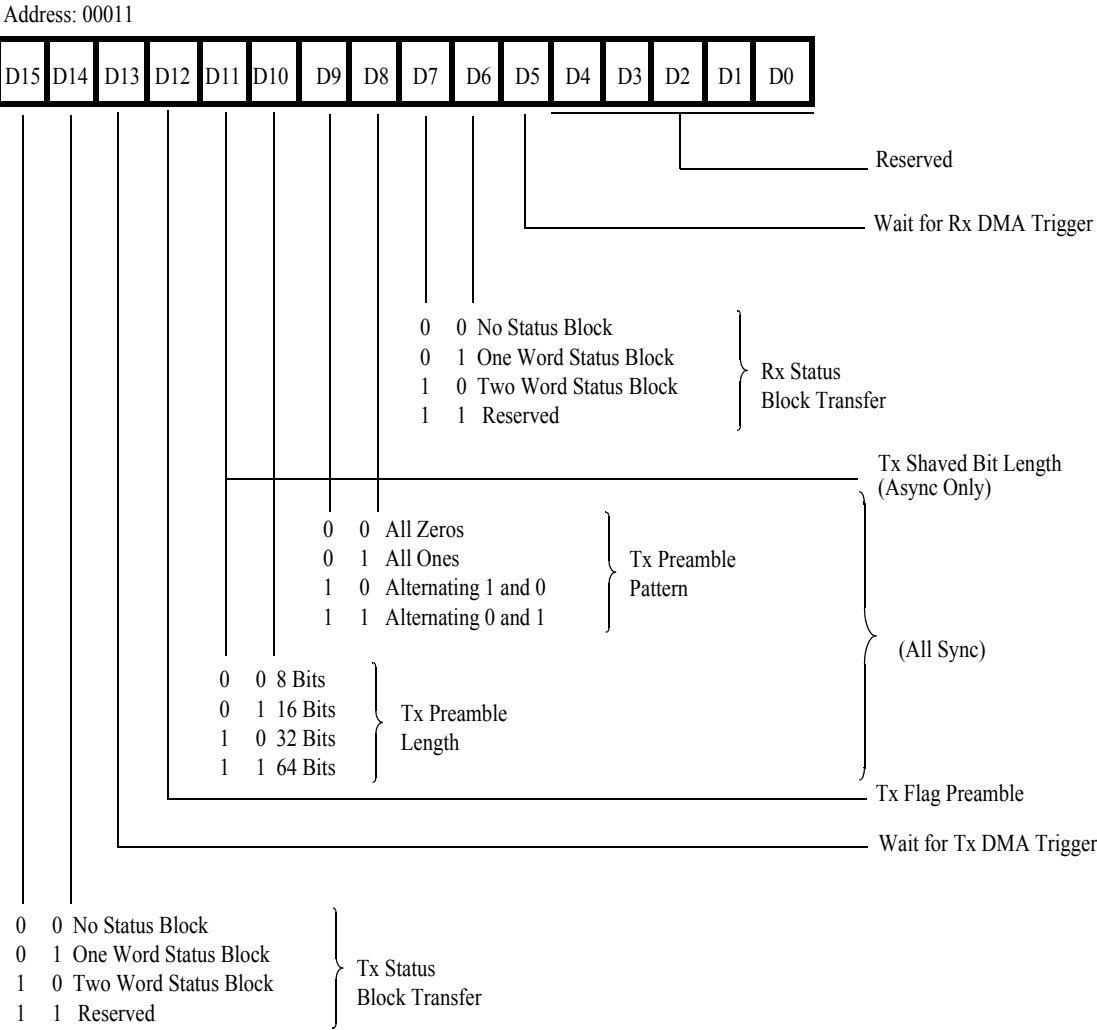 Address: 00011
D15 D14 D13 D12 D11 D10 D9 D8 D7 D6 D5 D4 D3 D2 D1 D0
Reserved
Wait for Rx DMA Trigger
0 0 No Status Block
0 1 One Word Status Block
1 0 Two Word Status Block
1 1 Reserved
Rx Status
Block Transfer
Tx Shaved Bit Length
(Async Only)
0 0 All Zeros
0 1 All Ones
1 0 Alternating 1 and 0
1 1 Alternating 0 and 1
Tx Preamble
Pattern
(All Sync)
0 0 8 Bits
0 1 16 Bits
1 0 32 Bits
1 1 64 Bits
Tx Preamble
Length
Tx Flag Preamble
Wait for Tx DMA Trigger
0 0 No Status Block
0 1 One Word Status Block
1 0 Two Word Status Block
1 1 Reserved
Tx Status
Block Transfer